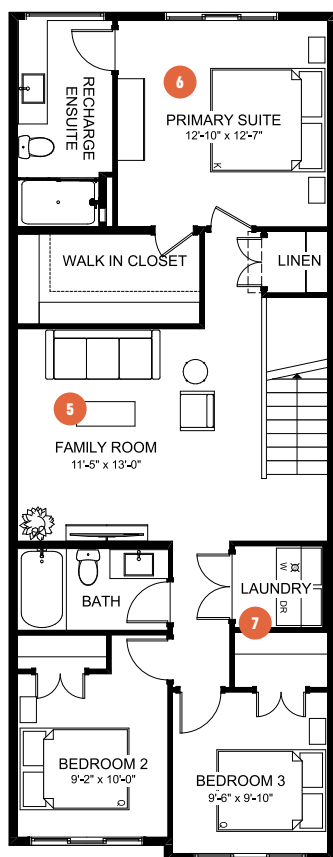 6
RECHARGE
ENSUITE
PRIMARY SUITE
12'-10" x 12'-7"
K
WALK IN CLOSET
LINEN
5
FAMILY ROOM
11'-5" x 13'-0"
BATH
W
LAUNDRY
DR
7
BEDROOM 2
9'-2" x 10'-0"
Q
BEDROOM 3
9'-6" x 9'-10"
Q